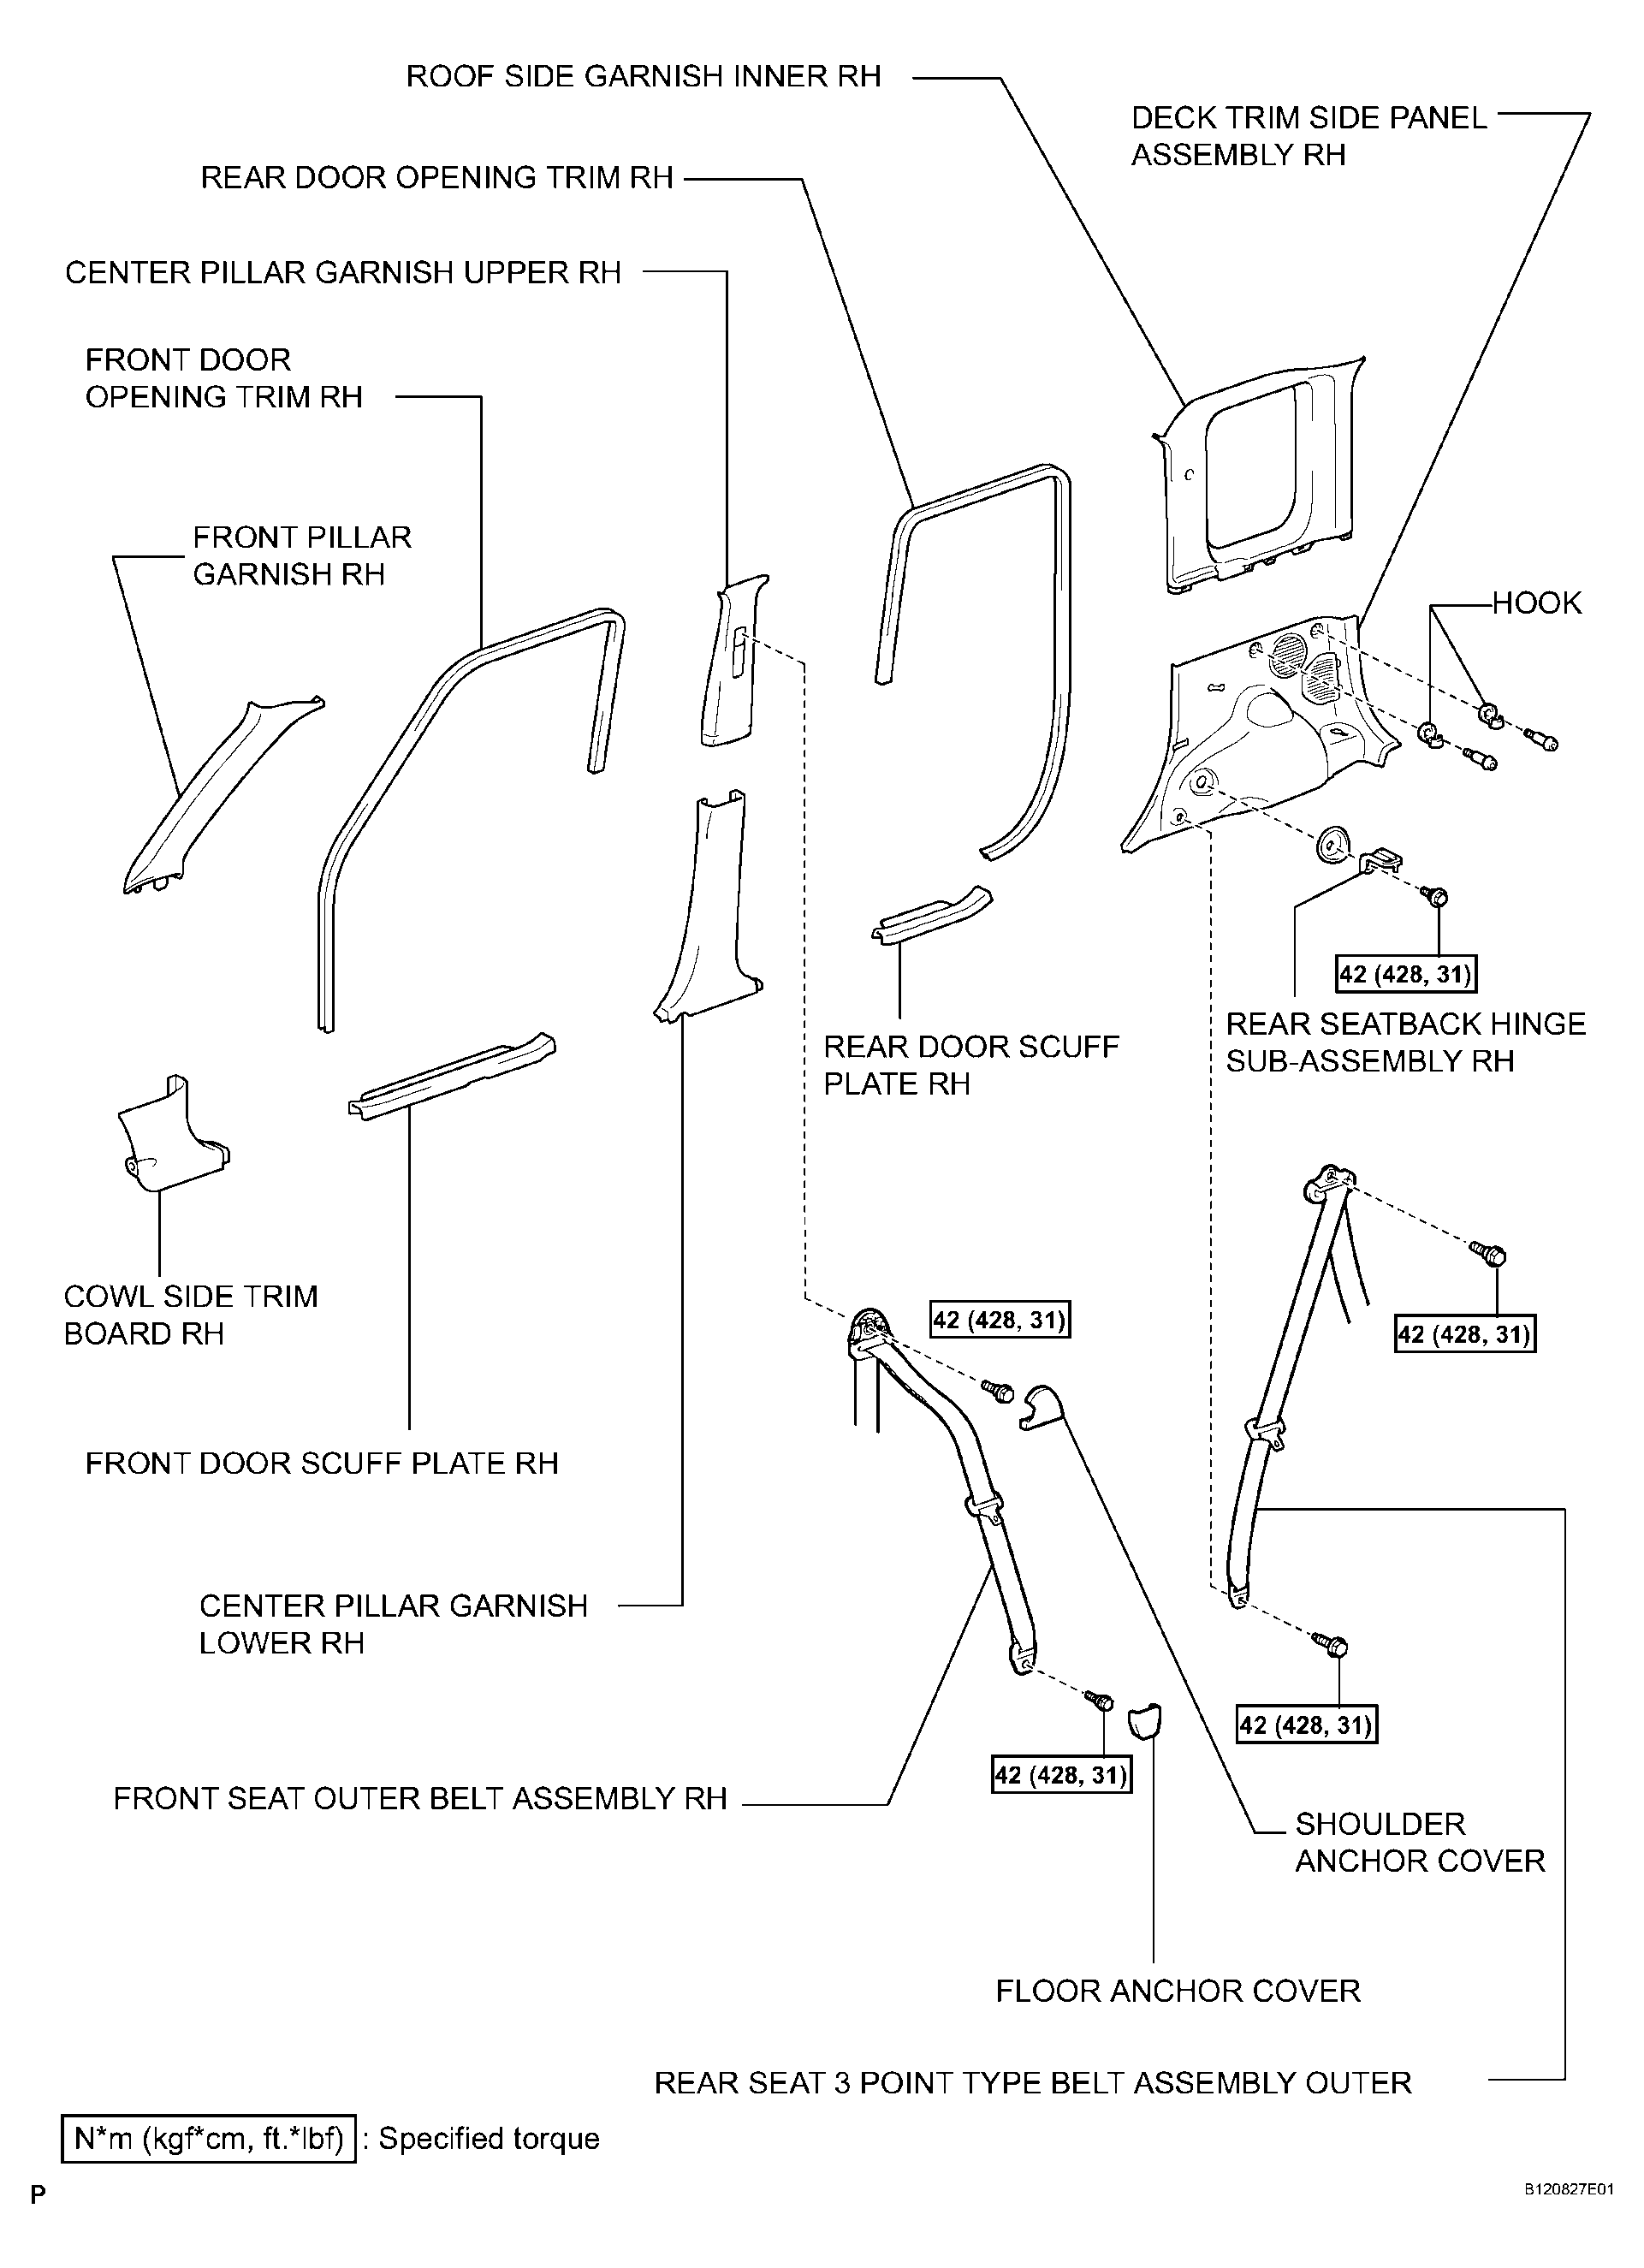 ROOF SIDE GARNISH INNER RH
DECK TRIM SIDE PANEL
ASSEMBLY RH
REAR DOOR OPENING TRIM RH
CENTER PILLAR GARNISH UPPER RH
FRONT DOOR
OPENING TRIM RH
FRONT PILLAR
GARNISH RH
HOOK
42 (428, 31)
REAR SEATBACK HINGE
SUB-ASSEMBLY RH
REAR DOOR SCUFF
PLATE RH
COWL SIDE TRIM
BOARD RH
42 (428, 31)
42 (428, 31)
FRONT DOOR SCUFF PLATE RH
CENTER PILLAR GARNISH
LOWER RH
42 (428, 31)
42 (428, 31)
FRONT SEAT OUTER BELT ASSEMBLY RH
SHOULDER
ANCHOR COVER
FLOOR ANCHOR COVER
REAR SEAT 3 POINT TYPE BELT ASSEMBLY OUTER
N*m (kgf*cm, ft.*lbf) : Specified torque
P
B120827E01